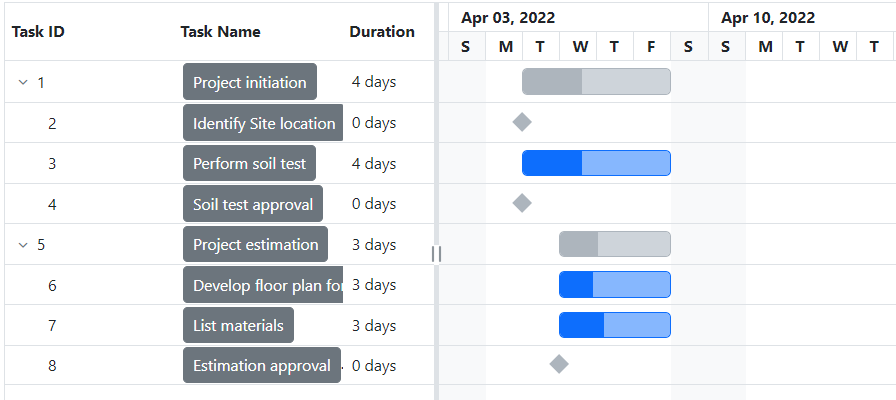 Task ID Task Name Duration Apr 03, 2022 Apr 10, 2022
S M T W T F S S M T W T
1 Project initiation 4 days
2 Identify Site location 0 days
3 Perform soil test 4 days
4 Soil test approval 0 days
5 Project estimation 3 days
6 Develop floor plan for 3 days
7 List materials 3 days
8 Estimation approval 0 days